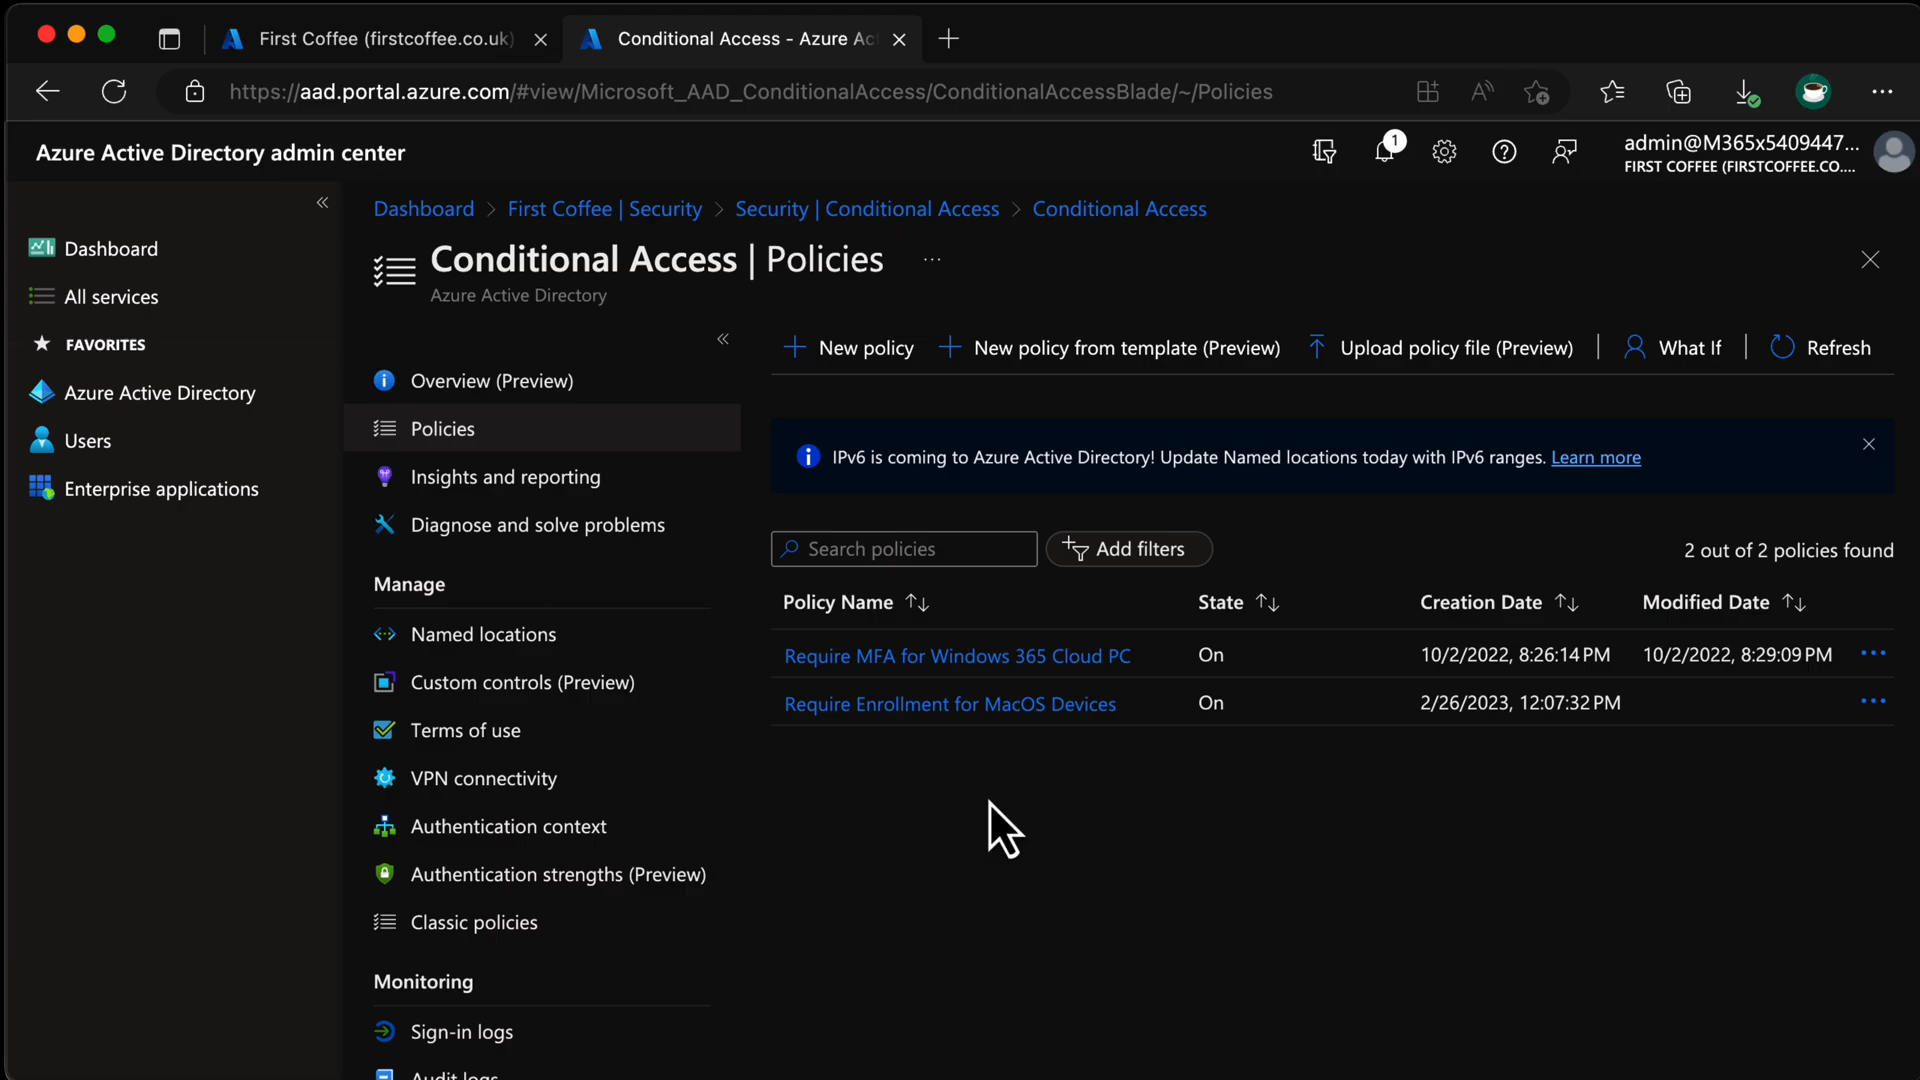 First Coffee (firstcoffee.co.uk)
Conditional Access - Azure Ac
https://aad.portal.azure.com/#view/Microsoft_AAD_ConditionalAccess/ConditionalAccessBlade/~/Policies
Azure Active Directory admin center
1
admin@M365x5409447...
FIRST COFFEE (FIRSTCOFFEE.CO....
Dashboard
All services
FAVORITES
Azure Active Directory
Users
Enterprise applications
Dashboard > First Coffee | Security > Security | Conditional Access > Conditional Access
Conditional Access | Policies ...
Azure Active Directory
Overview (Preview)
Policies
Insights and reporting
Diagnose and solve problems
Manage
Named locations
Custom controls (Preview)
Terms of use
VPN connectivity
Authentication context
Authentication strengths (Preview)
Classic policies
Monitoring
Sign-in logs
Audit logs
New policy New policy from template (Preview) Upload policy file (Preview) What If Refresh
IPv6 is coming to Azure Active Directory! Update Named locations today with IPv6 ranges. Learn more
Search policies Add filters 2 out of 2 policies found
Policy Name State Creation Date Modified Date
Require MFA for Windows 365 Cloud PC On 10/2/2022, 8:26:14 PM 10/2/2022, 8:29:09 PM
Require Enrollment for MacOS Devices On 2/26/2023, 12:07:32 PM